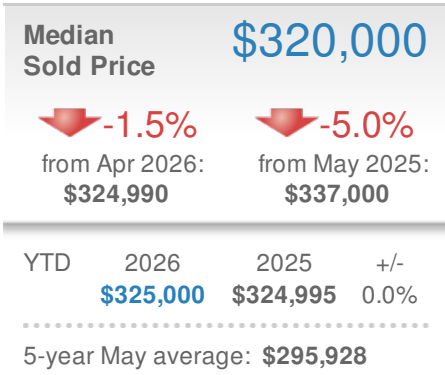 Median $320,000
Sold Price
-1.5% -5.0%
from Apr 2026: from May 2025:
$324,990 $337,000
YTD 2026 2025 +/-
$325,000 $324,995 0.0%
5-year May average: $295,928